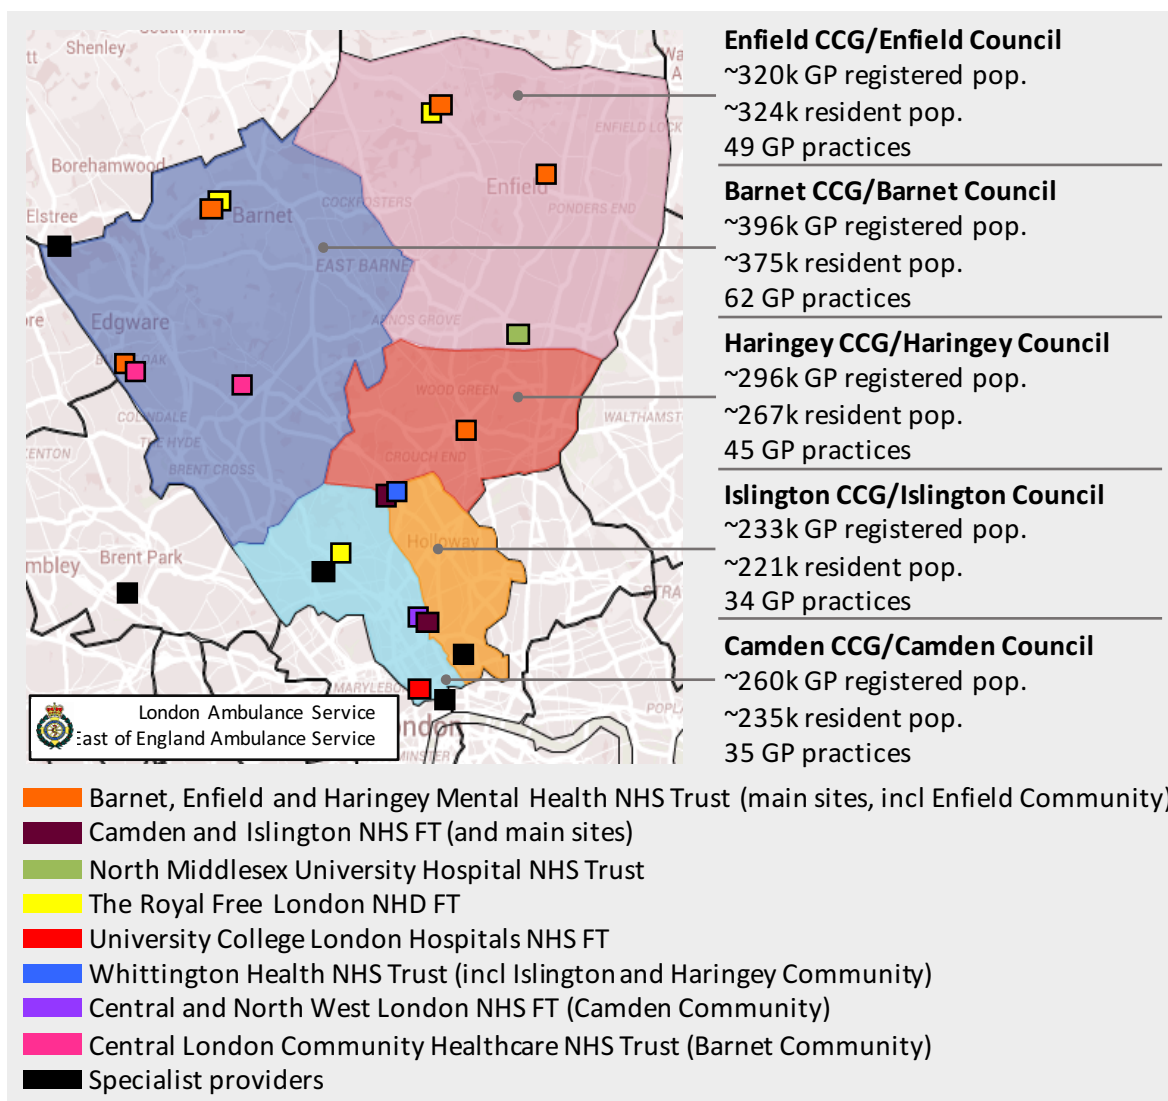 South Mimms
Shenley
Borehamwood
Elstree
Barnet
COCKFOSTERS
EAST BARNET
Enfield
ENFIELD LOCK
PONDERS END
Edgware
ARNOS GROVE
COLINDALE
THE HYDE
BRENT CROSS
WOOD GREEN
CROUCH END
WALTHAMST
ENTON
Holloway
Brent Park
mbley
STRA
MARYLEBO
POPL
ondon
MINSTER
London Ambulance Service
East of England Ambulance Service
Enfield CCG/Enfield Council
~320k GP registered pop.
~324k resident pop.
49 GP practices
Barnet CCG/Barnet Council
~396k GP registered pop.
~375k resident pop.
62 GP practices
Haringey CCG/Haringey Council
~296k GP registered pop.
~267k resident pop.
45 GP practices
Islington CCG/Islington Council
~233k GP registered pop.
~221k resident pop.
34 GP practices
Camden CCG/Camden Council
~260k GP registered pop.
~235k resident pop.
35 GP practices
Barnet, Enfield and Haringey Mental Health NHS Trust (main sites, incl Enfield Community)
Camden and Islington NHS FT (and main sites)
North Middlesex University Hospital NHS Trust
The Royal Free London NHD FT
University College London Hospitals NHS FT
Whittington Health NHS Trust (incl Islington and Haringey Community)
Central and North West London NHS FT (Camden Community)
Central London Community Healthcare NHS Trust (Barnet Community)
Specialist providers